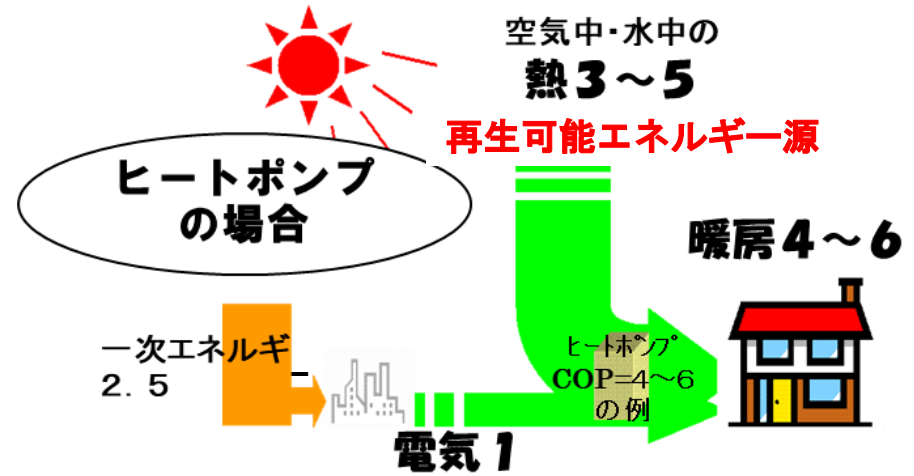 空気中・水中の
熱３～５
再生可能エネルギー源
ヒートポンプ
の場合
暖房４～６
一次エネルギ
ー
２．５
ﾋｰﾄﾎﾟﾝﾌﾟ
COP=4～6
の例
電気１